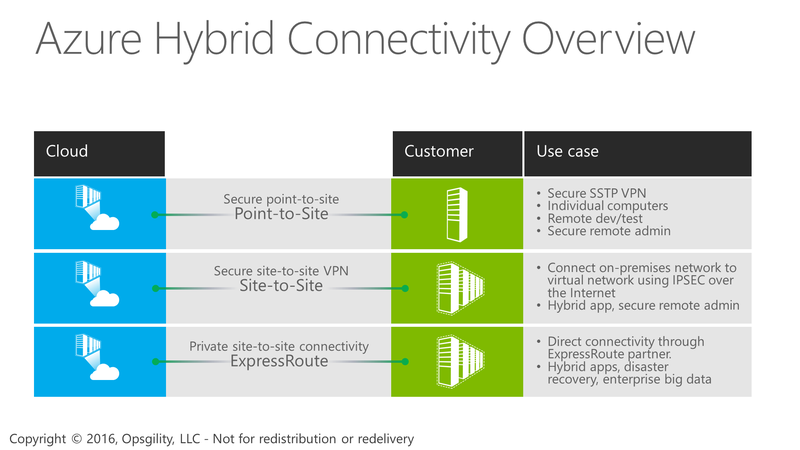 Azure Hybrid Connectivity Overview
Cloud
Customer
Use case
Secure point-to-site
Point-to-Site
• Secure SSTP VPN
• Individual computers
• Remote dev/test
• Secure remote admin
Secure site-to-site VPN
Site-to-Site
• Connect on-premises network to
virtual network using IPSEC over
the Internet
• Hybrid app, secure remote admin
Private site-to-site connectivity
ExpressRoute
• Direct connectivity through
ExpressRoute partner.
• Hybrid apps, disaster
recovery, enterprise big data
Copyright © 2016, Opsgility, LLC - Not for redistribution or redelivery